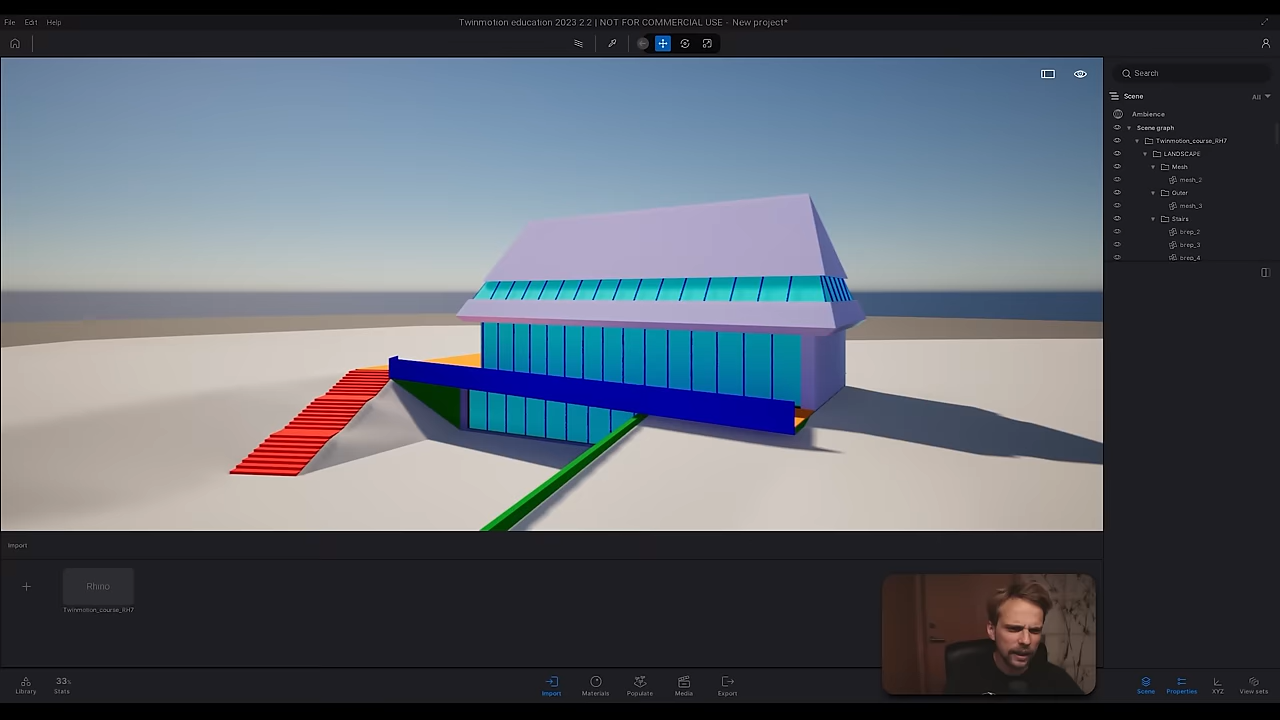 File Edit Help
Twinmotion education 2023 2.2 | NOT FOR COMMERCIAL USE - New project*
Search
Scene
All
Ambience
Scene graph
Twinmotion_course_RH7
LANDSCAPE
Mesh
mesh_2
Outer
mesh_3
Stairs
brep_2
brep_3
brep_4
Import
Rhino
Twinmotion_course_RH7
33%
Library
Stats
Import
Materials
Populate
Media
Export
Scene
Properties
XYZ
View sets